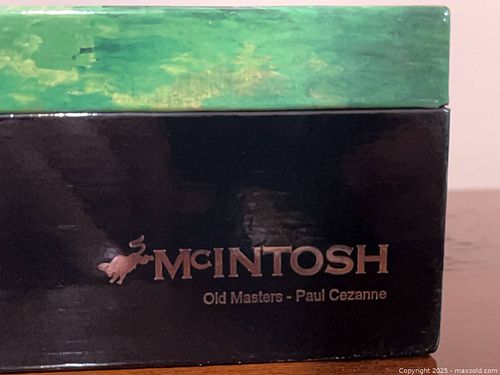 McINTOSH
Old Masters - Paul Cezanne
Copyright 2025 - maxsold.com